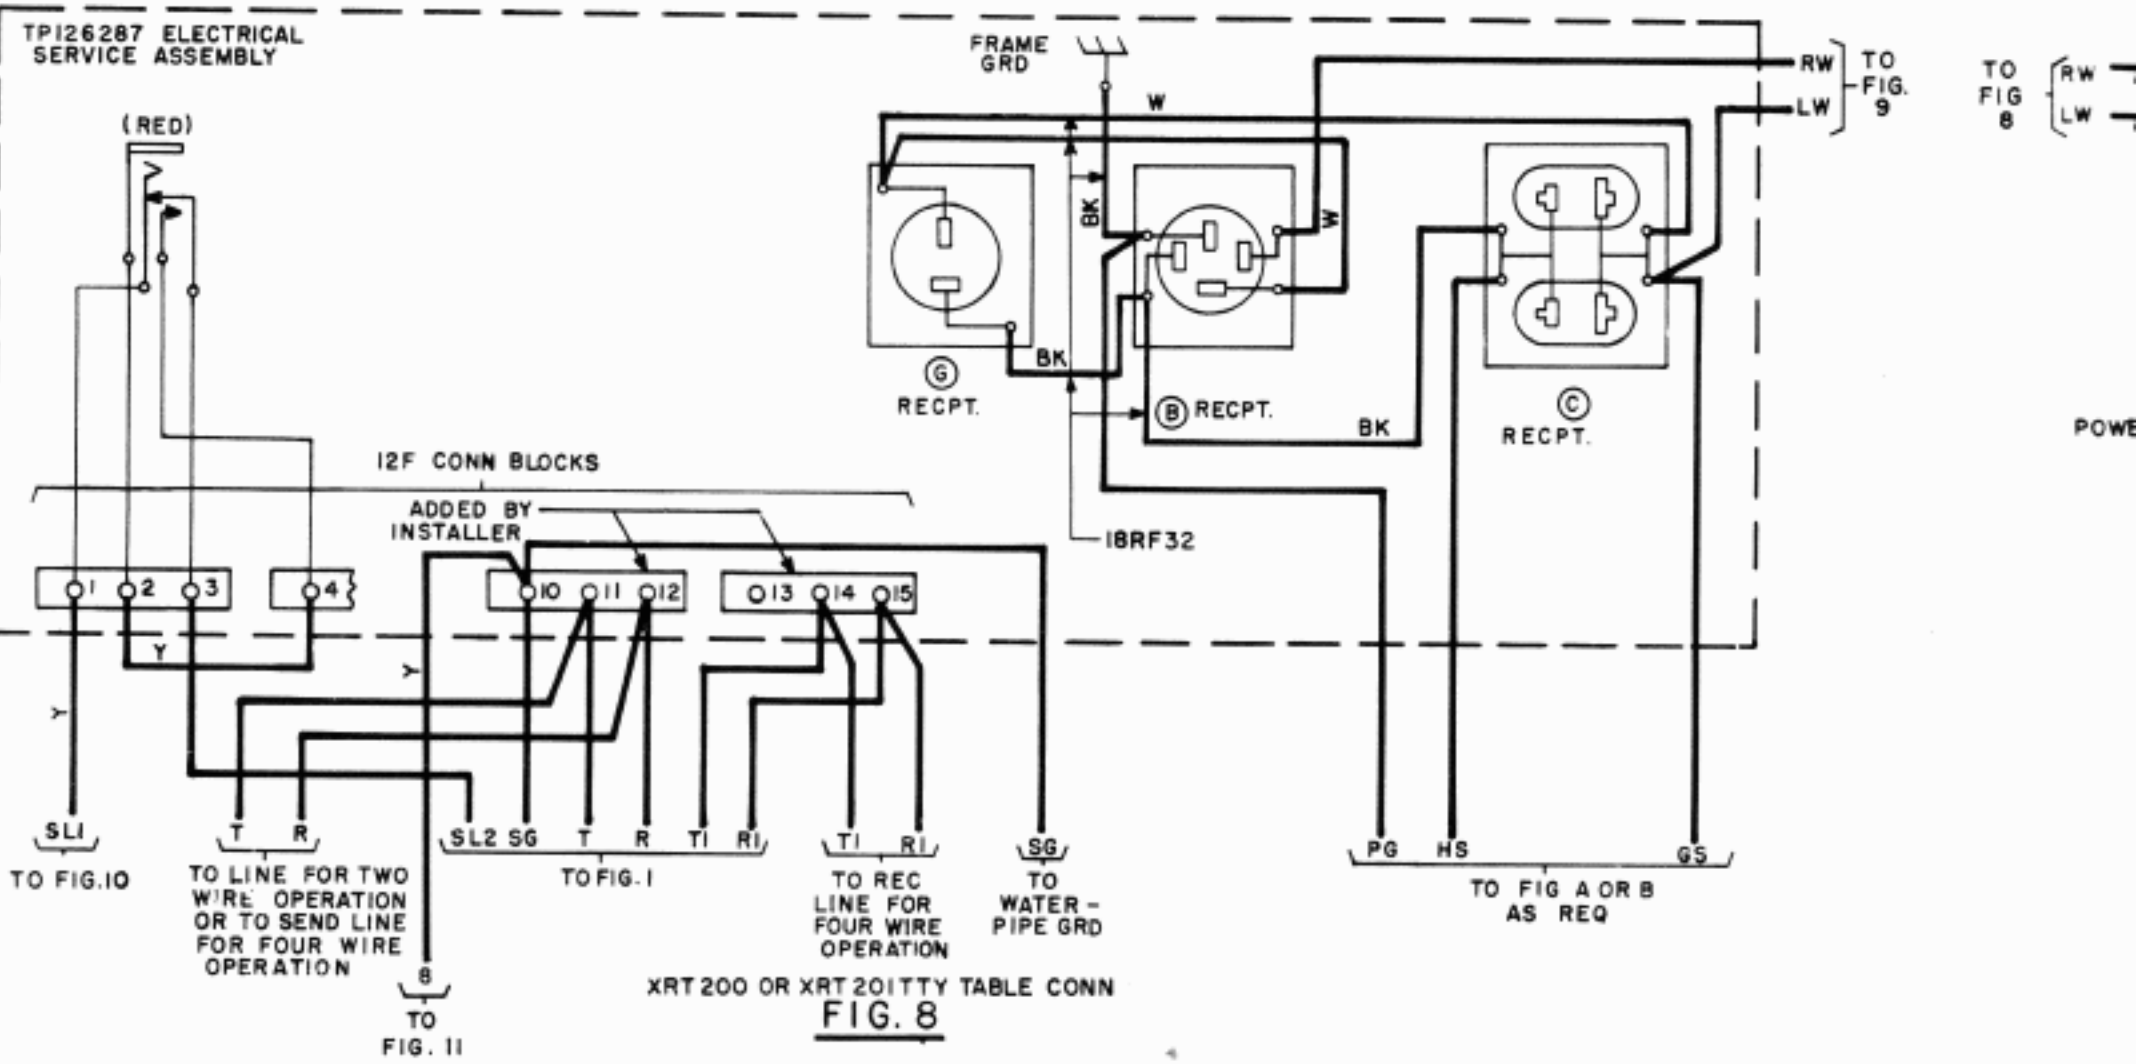 TP126287 ELECTRICAL
SERVICE ASSEMBLY
(RED)
FRAME
GRD
W
BK
W
RW
LW
TO
FIG.
9
TO
FIG
8
RW
LW
G
RECPT.
BK
B RECPT.
BK
C
RECPT.
POWE
12F CONN BLOCKS
ADDED BY
INSTALLER
18RF32
1
2
3
4
10
11
12
13
14
15
Y
Y
Y
SL1
TO FIG.10
T
R
TO LINE FOR TWO
WIRE OPERATION
OR TO SEND LINE
FOR FOUR WIRE
OPERATION
8
TO
FIG. 11
SL2 SG T R T1 R1
TO FIG. 1
T1
R1
TO REC
LINE FOR
FOUR WIRE
OPERATION
SG
TO
WATER-
PIPE GRD
PG
HS
GS
TO FIG A OR B
AS REQ
XRT 200 OR XRT 201 TTY TABLE CONN
FIG. 8